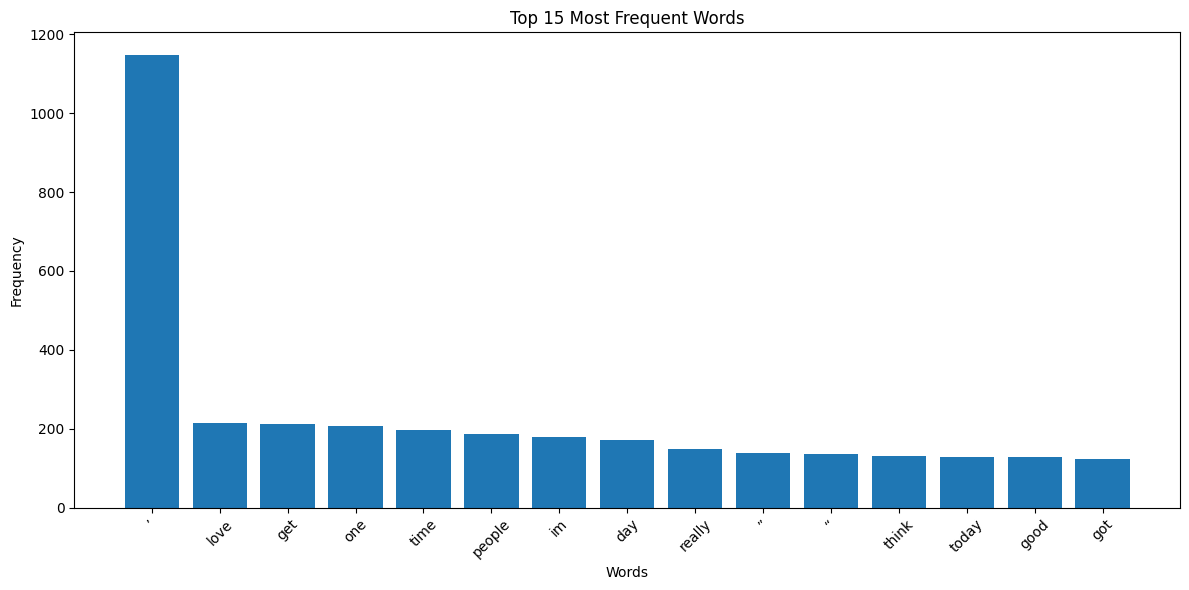 Top 15 Most Frequent Words
1200
1000
800
600
400
200
0
Frequency
’ love get one time people im day really ” “ think today good got
Words